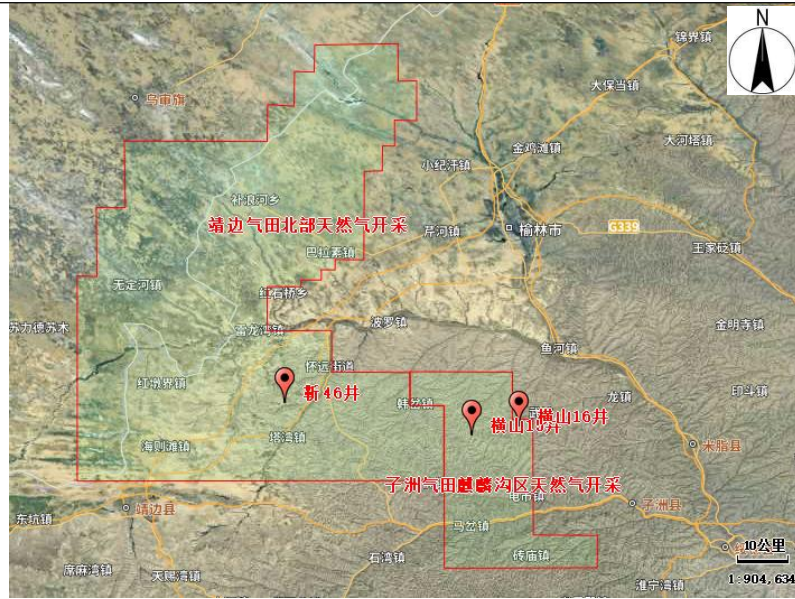 N
锦界镇
乌审旗
大保当镇
大河塔镇
金鸡滩镇
小纪汗镇
补浪河乡
靖边气田北部天然气开采
芹河镇
榆林市
G339
王家砭镇
巴拉素镇
无定河镇
红石桥乡
苏力德苏木
雷龙湾镇
波罗镇
金明寺镇
鱼河镇
怀远街道
红墩界镇
新46井
韩岔镇
横山16井
龙镇
印斗镇
塔湾镇
海则滩镇
米脂县
子洲气田麒麟沟区天然气开采
电市镇
子洲县
靖边县
东坑镇
马岔镇
10公里
石湾镇
砖庙镇
席麻湾镇
天赐湾镇
1:904,634
淮宁湾镇